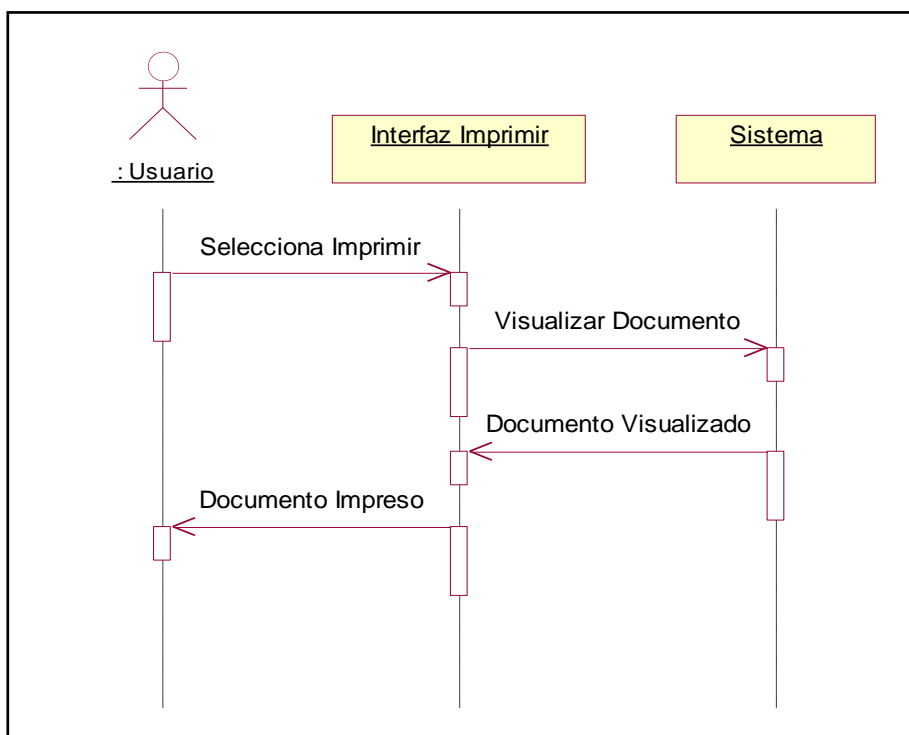 : Usuario
Interfaz Imprimir
Sistema
Selecciona Imprimir
Visualizar Documento
Documento Visualizado
Documento Impreso